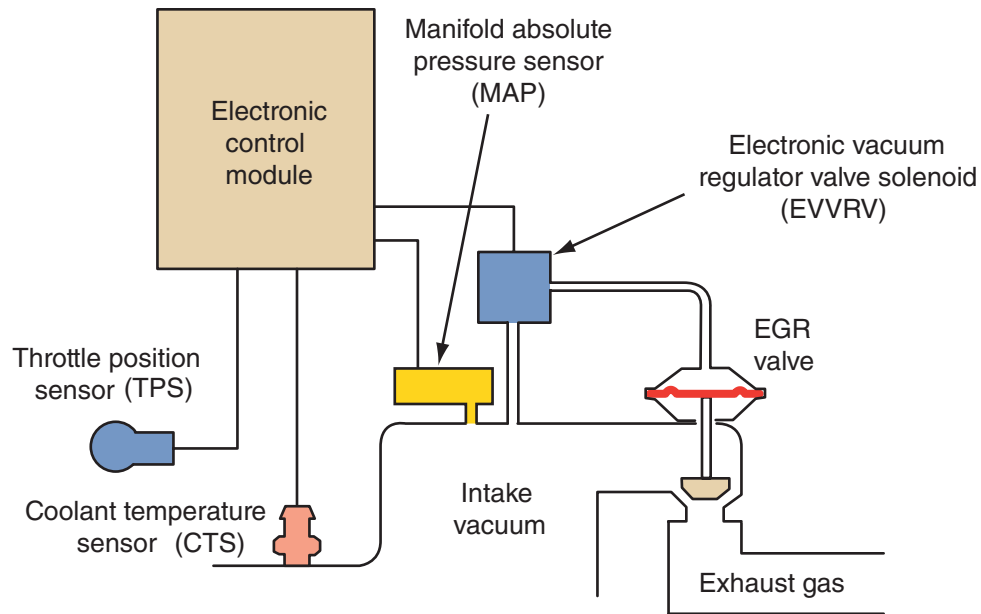 Manifold absolute
pressure sensor
(MAP)
Electronic
control
module
Electronic vacuum
regulator valve solenoid
(EVVRV)
EGR
valve
Throttle position
sensor (TPS)
Coolant temperature
sensor (CTS)
Intake
vacuum
Exhaust gas